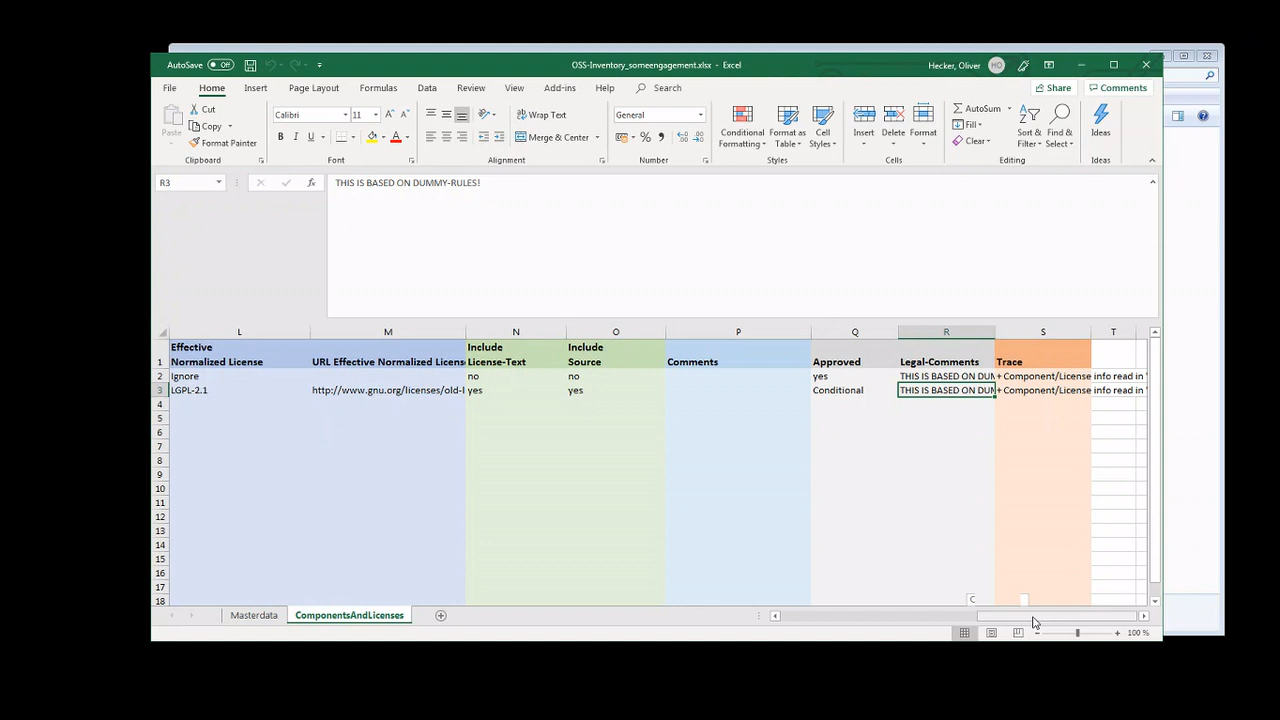 AutoSave Off
OSS-Inventory_someengagement.xlsx - Excel
Hecker, Oliver HO
File Home Insert Page Layout Formulas Data Review View Add-ins Help Search Share Comments
Paste
Cut
Copy
Format Painter
Clipboard
Calibri 11 A A
B I U A
Font
Wrap Text
Merge & Center
Alignment
General
%
Number
Conditional Formatting
Format as Table
Cell Styles
Styles
Insert Delete Format
Cells
AutoSum
Fill
Clear
Sort & Filter
Find & Select
Editing
Ideas
Ideas
R3 fx THIS IS BASED ON DUMMY-RULES!
L M N O P Q R S T
1 Effective Normalized License URL Effective Normalized Licens Include License-Text Include Source Comments Approved Legal-Comments Trace
2 Ignore no no yes THIS IS BASED ON DUM + Component/License info read in '
3 LGPL-2.1 http://www.gnu.org/licenses/old-l yes yes Conditional THIS IS BASED ON DUM + Component/License info read in '
4
5
6
7
8
9
10
11
12
13
14
15
16
17
18
C
Masterdata ComponentsAndLicenses
100 %